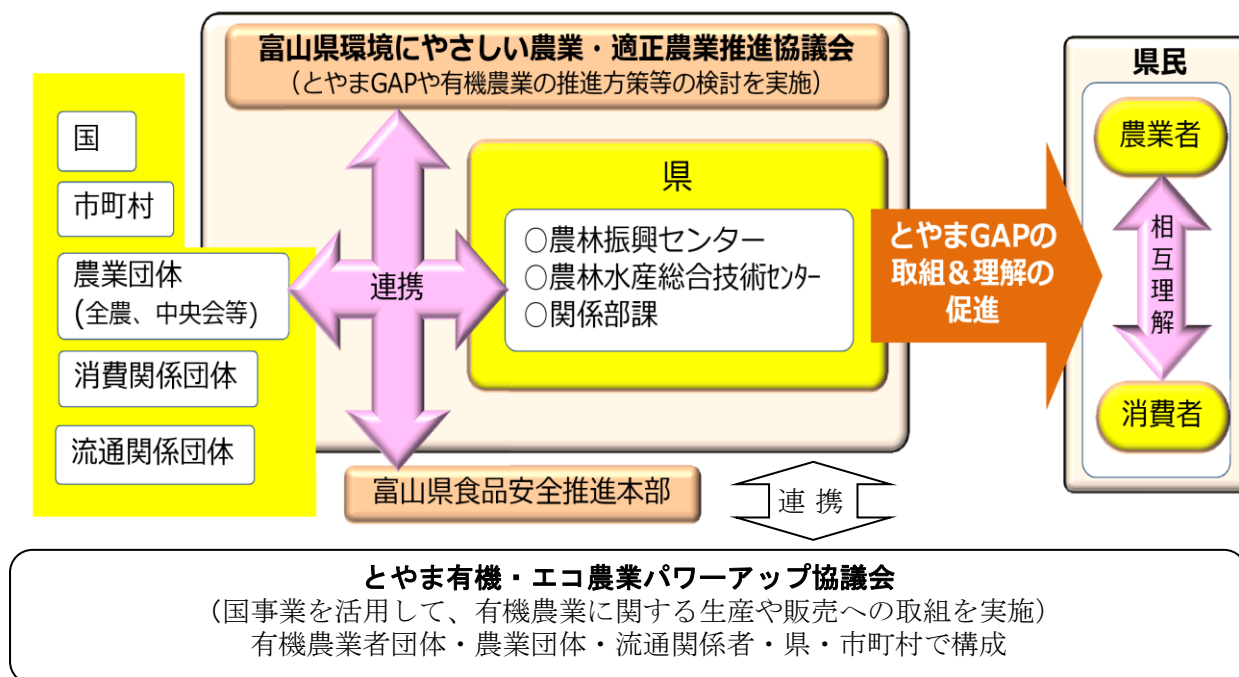 富山県環境にやさしい農業・適正農業推進協議会
（とやまGAPや有機農業の推進方策等の検討を実施）
国
市町村
農業団体
(全農、中央会等)
消費関係団体
流通関係団体
連携
県
○農林振興センター
○農林水産総合技術ｾﾝﾀｰ
○関係部課
富山県食品安全推進本部
とやまGAPの
取組＆理解の
促進
県民
農業者
相互理解
消費者
連 携
とやま有機・エコ農業パワーアップ協議会
（国事業を活用して、有機農業に関する生産や販売への取組を実施）
有機農業者団体・農業団体・流通関係者・県・市町村で構成